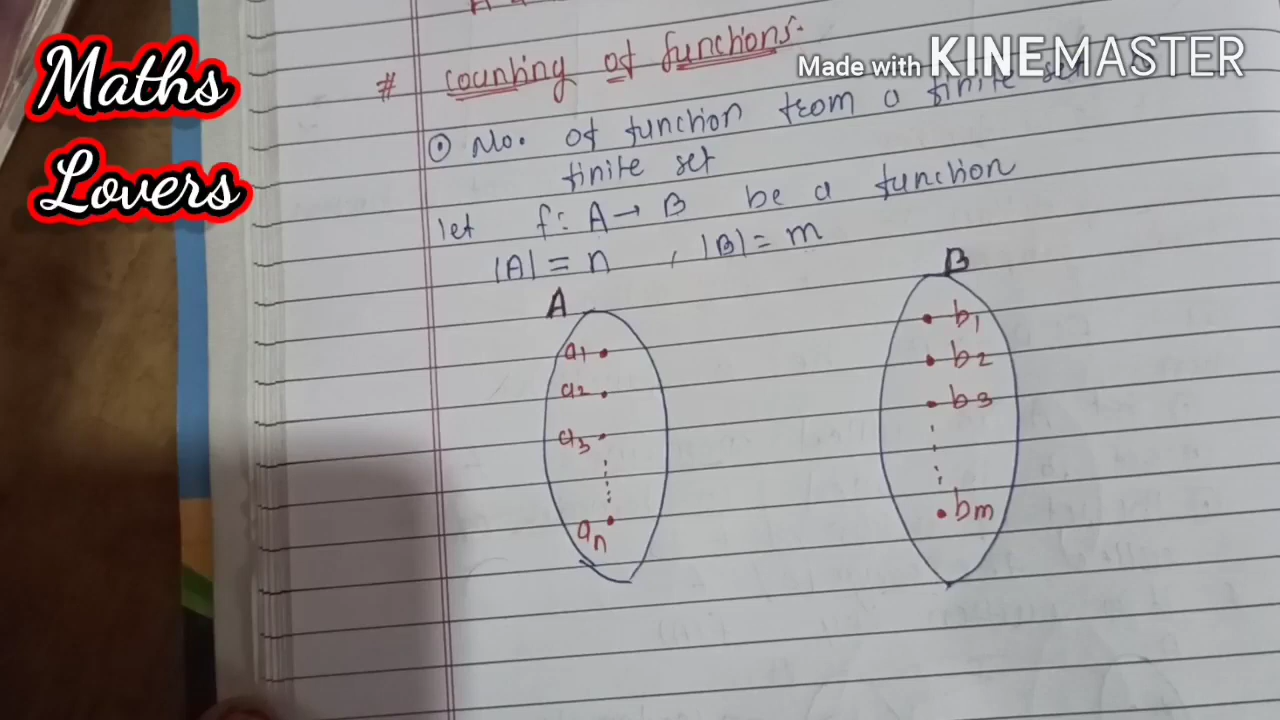 Maths
Lovers
Made with KINEMASTER
# Counting of functions.
⊙ No. of function from a finite set
finite set
let f: A → B be a function
|A| = n , |B| = m
A
B
a1
a2
a3
an
b1
b2
b3
bm